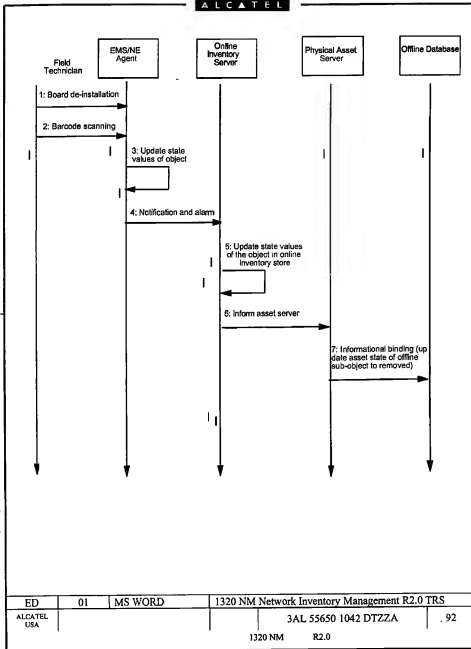 ALCATEL
Field
Technician
EMS/NE
Agent
Online
Inventory
Server
Physical Asset
Server
Offline Database
1: Board de-installation
2: Barcode scanning
3: Update state
values of object
4: Notification and alarm
5: Update state values
of the object in online
inventory store
6: Inform asset server
7: Informational binding (up
date asset state of offline
sub-object to removed)
ED 01 MS WORD 1320 NM Network Inventory Management R2.0 TRS
ALCATEL
USA
3AL 55650 1042 DTZZA . 92
1320 NM R2.0